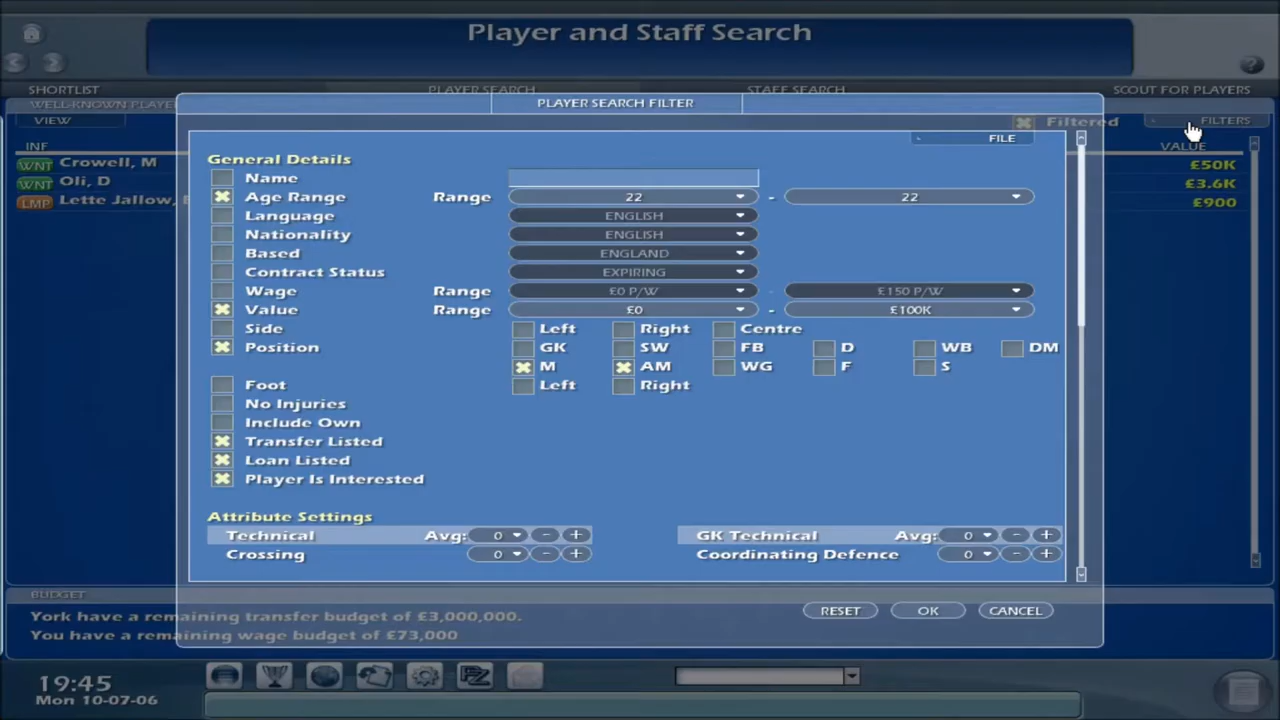 Player and Staff Search
SHORTLIST PLAYER SEARCH STAFF SEARCH SCOUT FOR PLAYERS
WELL-KNOWN PLAYE
PLAYER SEARCH FILTER
VIEW Filtered FILTERS
FILE
INF VALUE
WNT Crowell, M £50K
WNT Oli, D £3.6K
LMP Lette Jallow, £900
General Details
Name
Age Range Range 22 - 22
Language ENGLISH
Nationality ENGLISH
Based ENGLAND
Contract Status EXPIRING
Wage Range £0 P/W - £150 P/W
Value Range £0 - £100K
Side Left Right Centre
Position GK SW FB D WB DM
M AM WG F S
Foot Left Right
No Injuries
Include Own
Transfer Listed
Loan Listed
Player Is Interested
Attribute Settings
Technical Avg: 0 - + GK Technical Avg: 0 - +
Crossing 0 - + Coordinating Defence 0 - +
BUDGET
RESET OK CANCEL
York have a remaining transfer budget of £3,000,000.
You have a remaining wage budget of £73,000
19:45
Mon 10-07-06